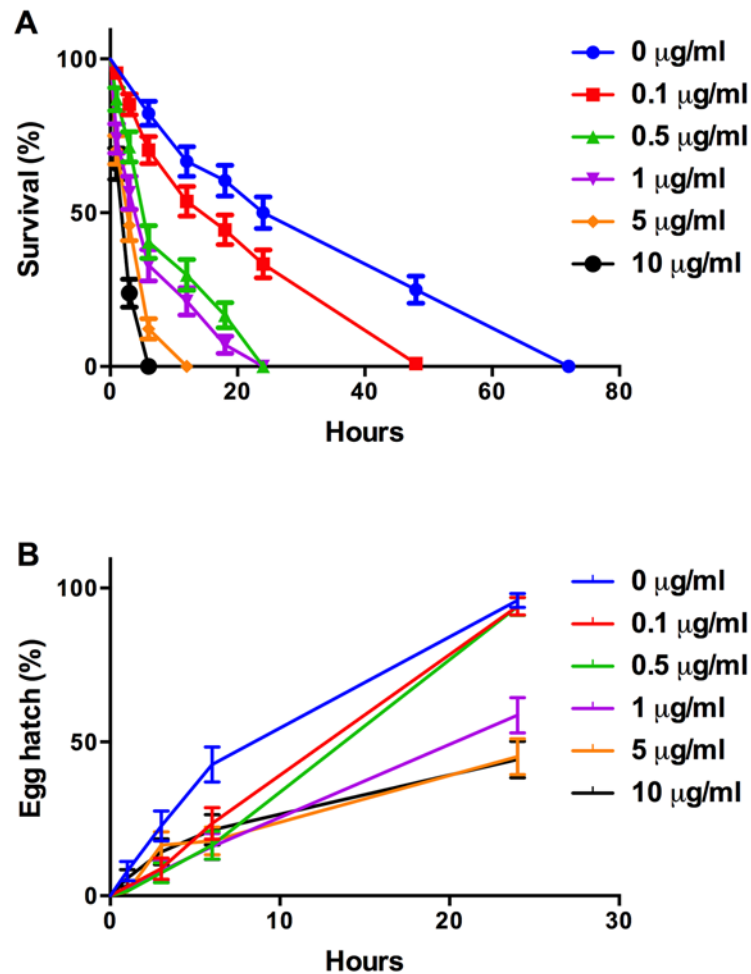 A
100
50
0
Survival (%)
0 20 40 60 80
Hours
0 μg/ml
0.1 μg/ml
0.5 μg/ml
1 μg/ml
5 μg/ml
10 μg/ml
B
100
50
0
Egg hatch (%)
0 10 20 30
Hours
0 μg/ml
0.1 μg/ml
0.5 μg/ml
1 μg/ml
5 μg/ml
10 μg/ml